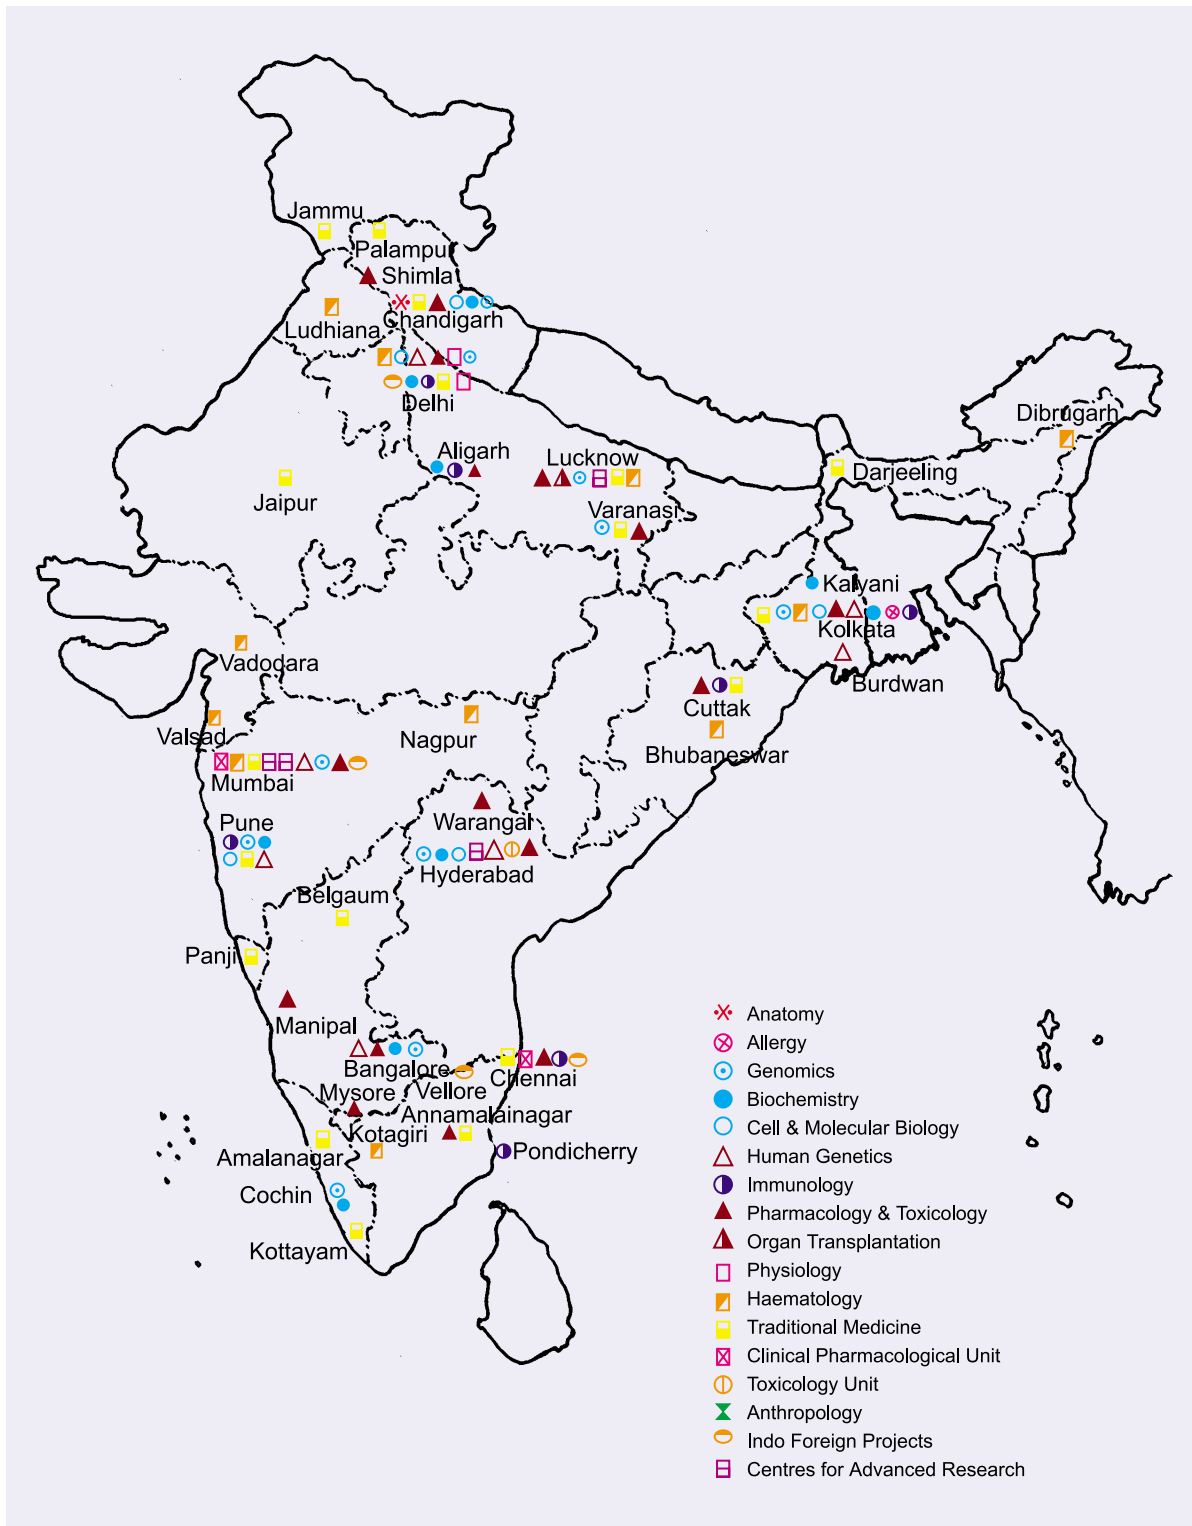 Jammu
Palampur
Shimla
Chandigarh
Ludhiana
Delhi
Dibrugarh
Aligarh
Lucknow
Darjeeling
Jaipur
Varanasi
Kalyani
Kolkata
Vadodara
Burdwan
Cuttak
Valsad
Nagpur
Bhubaneswar
Mumbai
Pune
Warangal
Hyderabad
Belgaum
Panji
Manipal
Bangalore
Chennai
Mysore
Vellore
Annamalainagar
Kotagiri
Pondicherry
Amalanagar
Cochin
Kottayam
Anatomy
Allergy
Genomics
Biochemistry
Cell & Molecular Biology
Human Genetics
Immunology
Pharmacology & Toxicology
Organ Transplantation
Physiology
Haematology
Traditional Medicine
Clinical Pharmacological Unit
Toxicology Unit
Anthropology
Indo Foreign Projects
Centres for Advanced Research